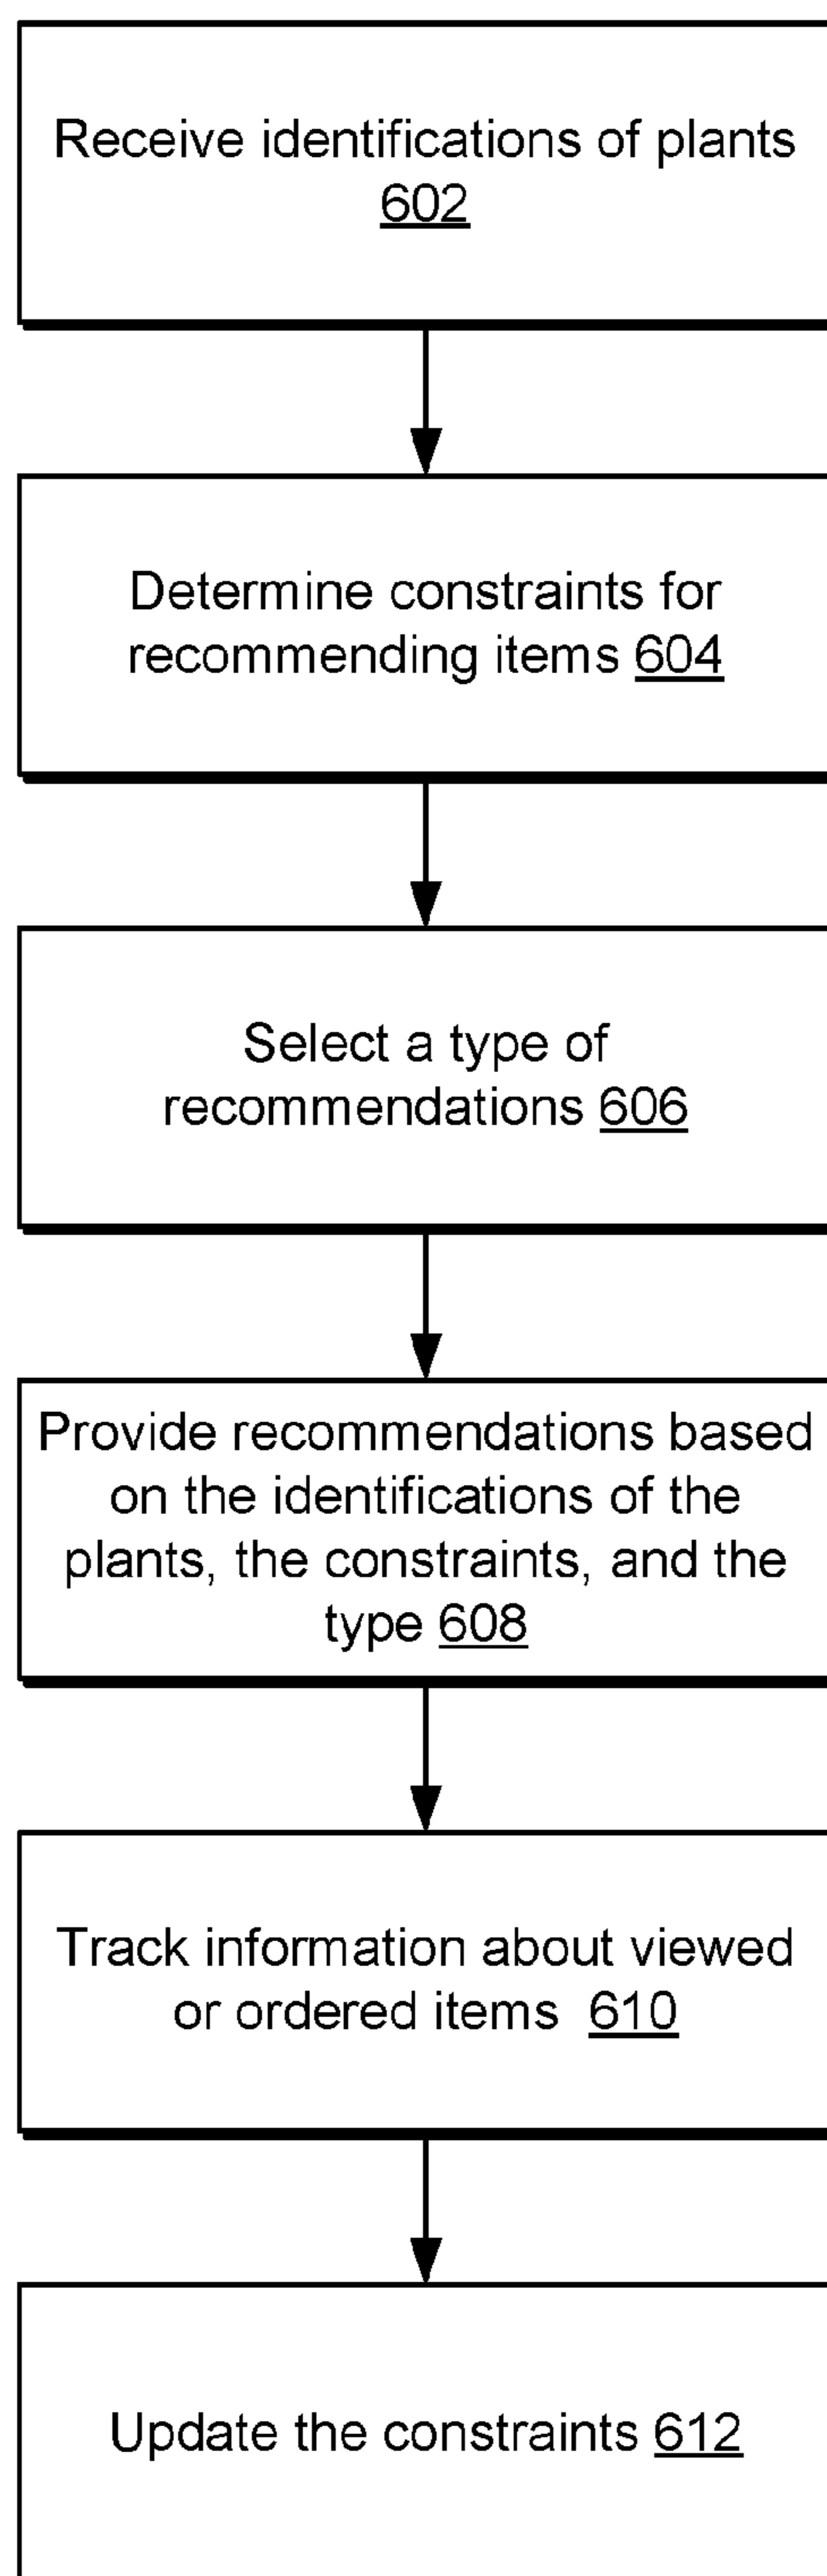 Receive identifications of plants
602
Determine constraints for
recommending items 604
Select a type of
recommendations 606
Provide recommendations based
on the identifications of the
plants, the constraints, and the
type 608
Track information about viewed
or ordered items 610
Update the constraints 612